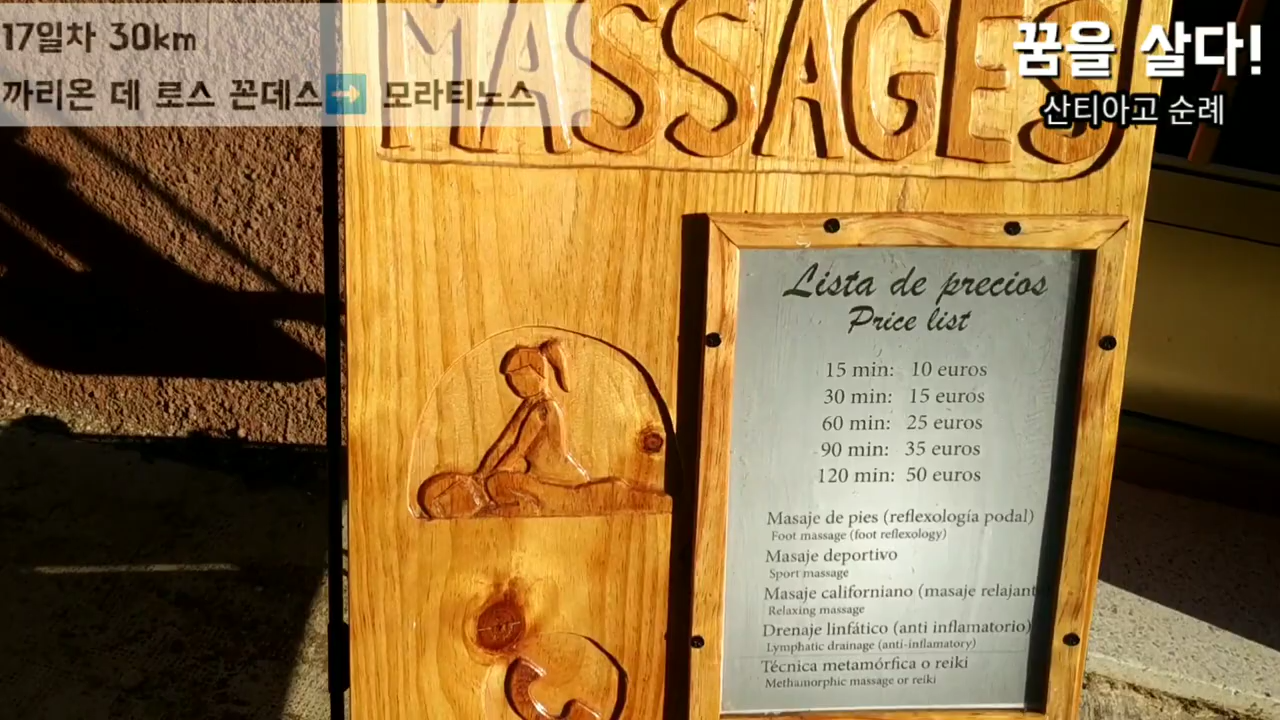 17일차 30km
까리온 데 로스 꼰데스➡️ 모라티노스
꿈을 살다!
산티아고 순례
MASSAGES
Lista de precios
Price list
15 min: 10 euros
30 min: 15 euros
60 min: 25 euros
90 min: 35 euros
120 min: 50 euros
Masaje de pies (reflexología podal)
Foot massage (foot reflexology)
Masaje deportivo
Sport massage
Masaje californiano (masaje relajant
Relaxing massage
Drenaje linfático (anti inflamatorio)
Lymphatic drainage (anti-inflamatory)
Técnica metamórfica o reiki
Methamorphic massage or reiki